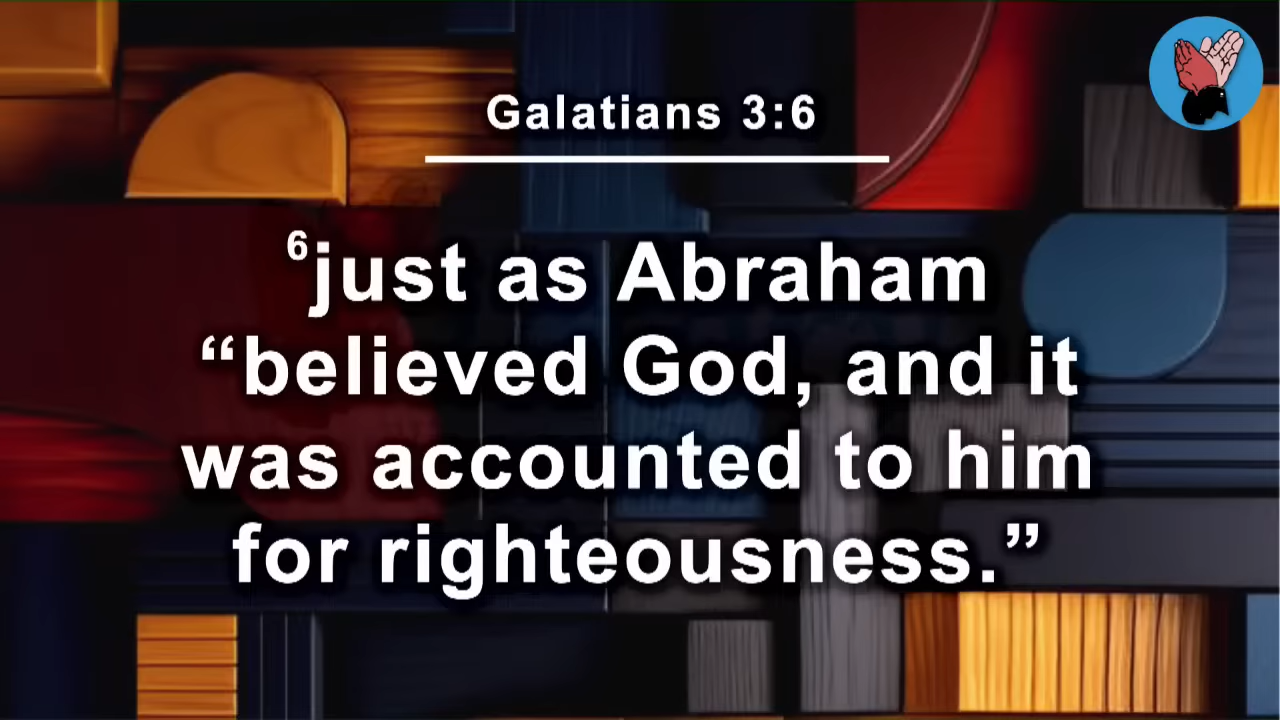 Galatians 3:6
⁶just as Abraham
“believed God, and it
was accounted to him
for righteousness.”